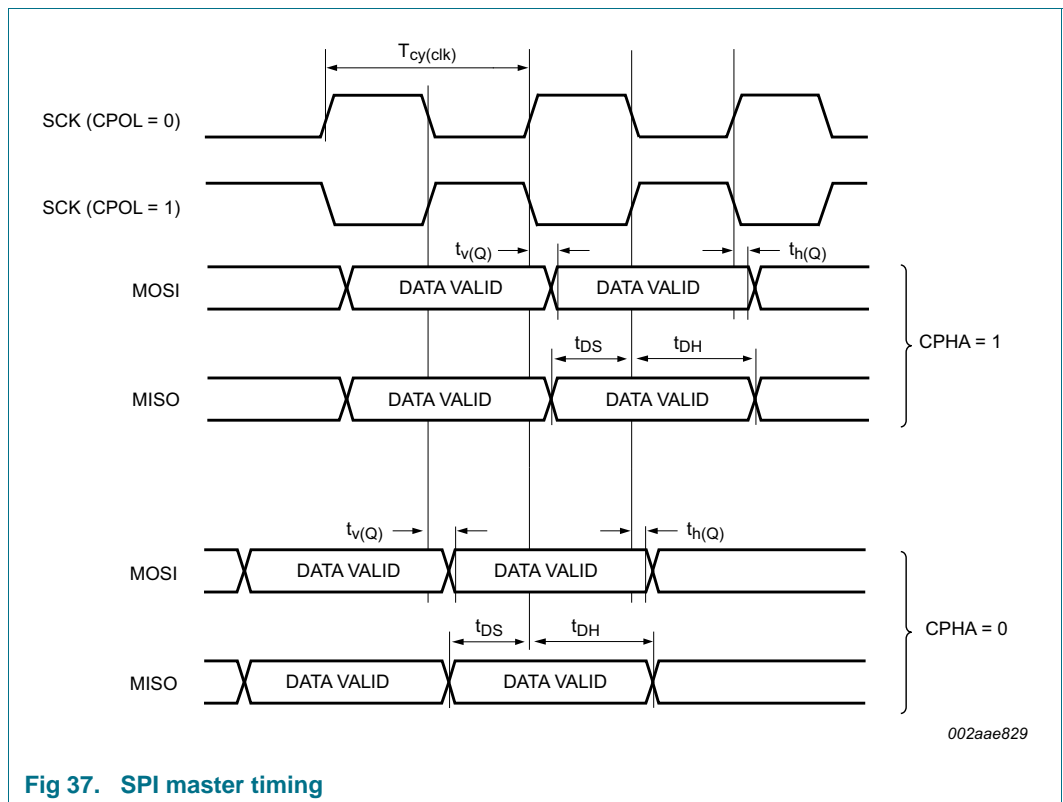 Tcy(clk)
SCK (CPOL = 0)
SCK (CPOL = 1)
tv(Q)
th(Q)
MOSI
DATA VALID
DATA VALID
CPHA = 1
tDS
tDH
MISO
DATA VALID
DATA VALID
tv(Q)
th(Q)
MOSI
DATA VALID
DATA VALID
CPHA = 0
tDS
tDH
MISO
DATA VALID
DATA VALID
002aae829
Fig 37. SPI master timing